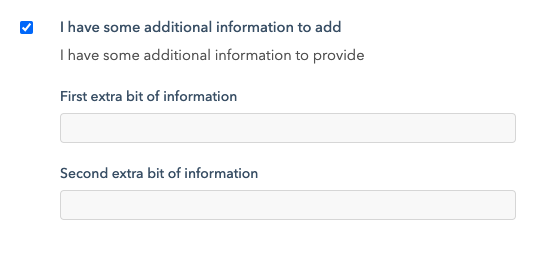 I have some additional information to add
I have some additional information to provide
First extra bit of information
Second extra bit of information